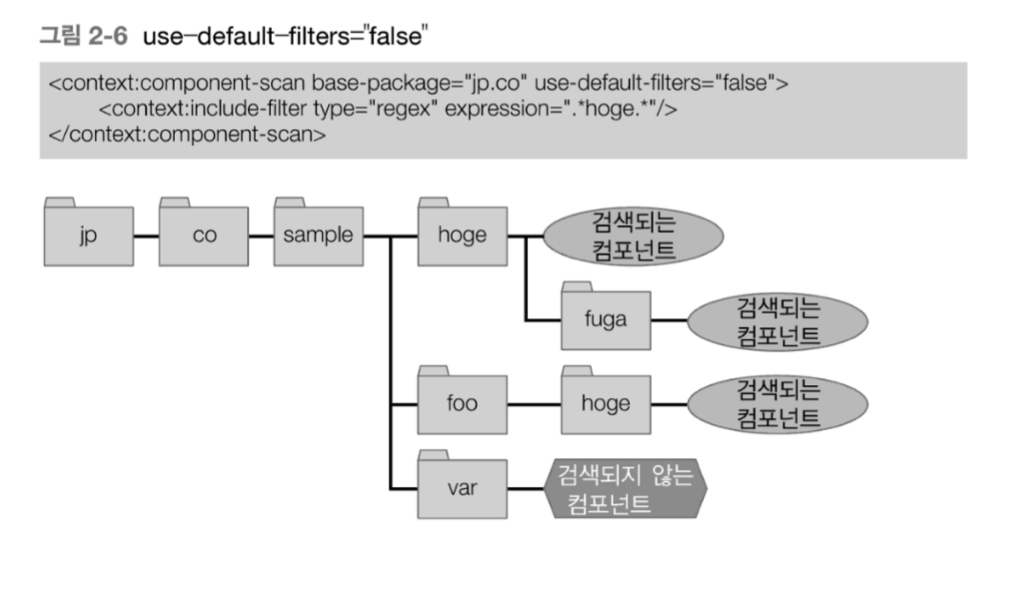 그림 2-6 use-default-filters="false"
<context:component-scan base-package="jp.co" use-default-filters="false">
<context:include-filter type="regex" expression=".*hoge.*"/>
</context:component-scan>
jp
co
sample
hoge
검색되는
컴포넌트
fuga
검색되는
컴포넌트
foo
hoge
검색되는
컴포넌트
var
검색되지 않는
컴포넌트